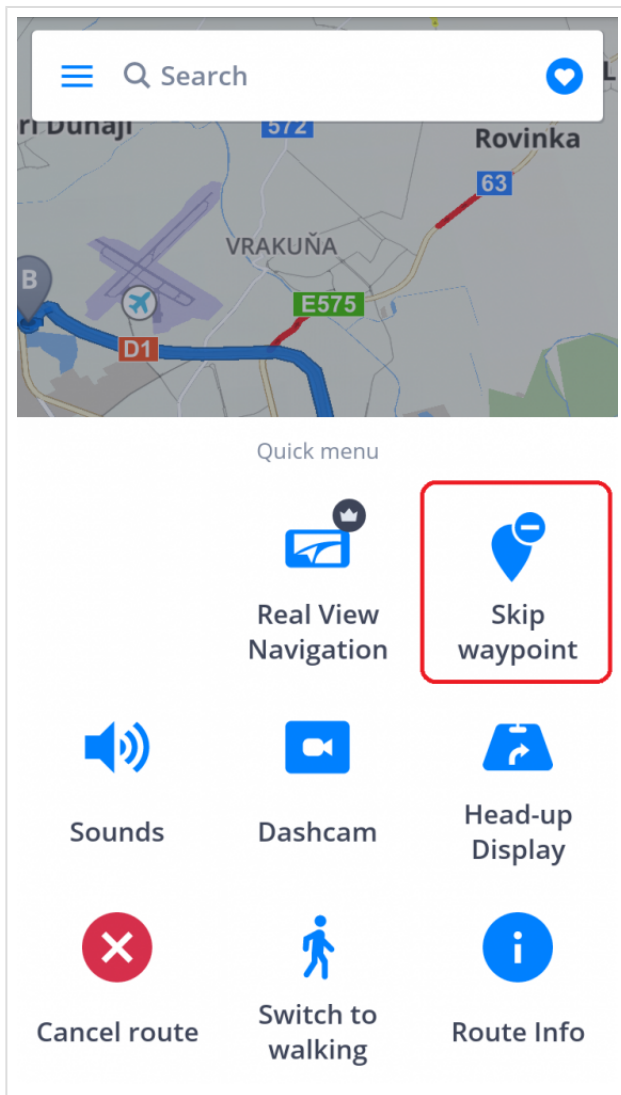 Search
L
ri Dunaji
572
Rovinka
63
VRAKUŇA
B
E575
D1
Quick menu
Real View
Navigation
Skip
waypoint
Sounds
Dashcam
Head-up
Display
Cancel route
Switch to
walking
Route Info